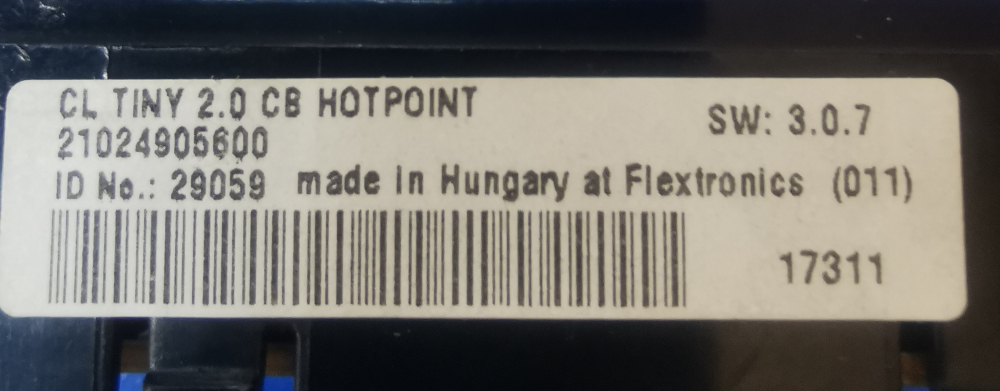 CL TINY 2.0 CB HOTPOINT
SW: 3.0.7
21024905600
ID No.: 29059 made in Hungary at Flextronics (011)
17311